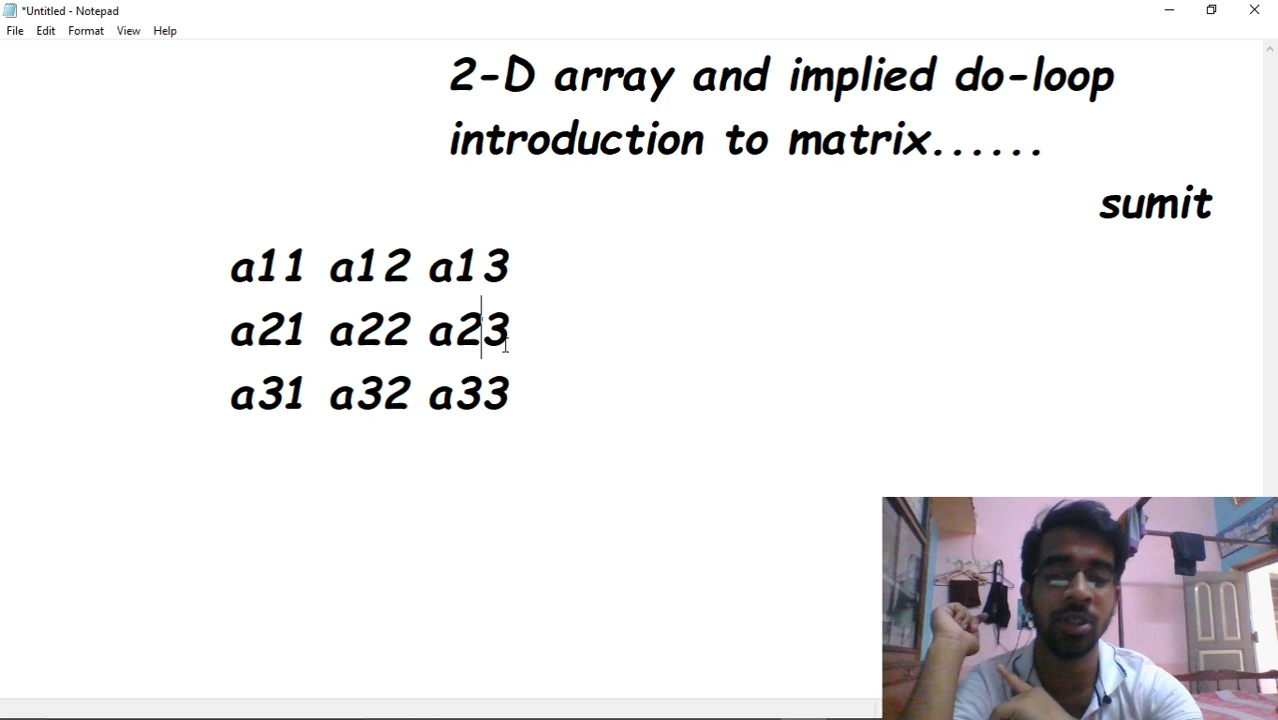 *Untitled - Notepad
File Edit Format View Help
2-D array and implied do-loop
introduction to matrix......
sumit
a11 a12 a13
a21 a22 a23
a31 a32 a33